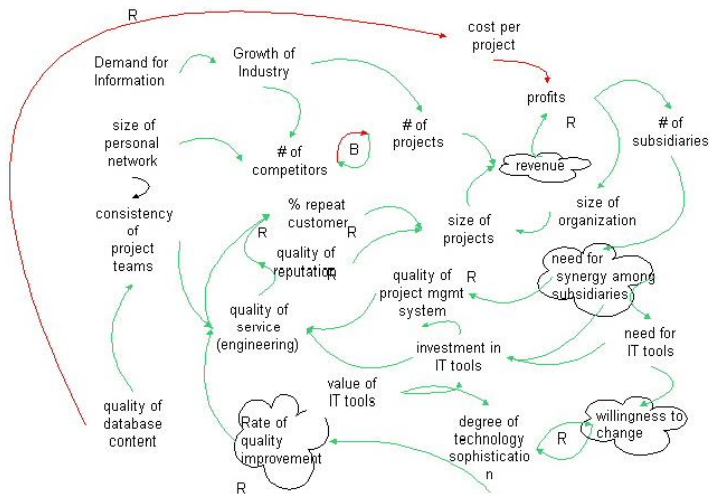 R
cost per
project
Demand for
Information
Growth of
Industry
profits
size of
personal
network
# of
competitors
B
# of
projects
R
# of
subsidiaries
revenue
consistency
of
project
teams
% repeat
customer
R
R
size of
projects
size of
organization
quality of
reputation
R
quality of
project mgmt
system
R
need for
synergy among
subsidiaries
quality of
service
(engineering)
investment in
IT tools
need for
IT tools
value of
IT tools
quality of
database
content
Rate of
quality
improvement
R
degree of
technology
sophisticatio
n
R
willingness to
change